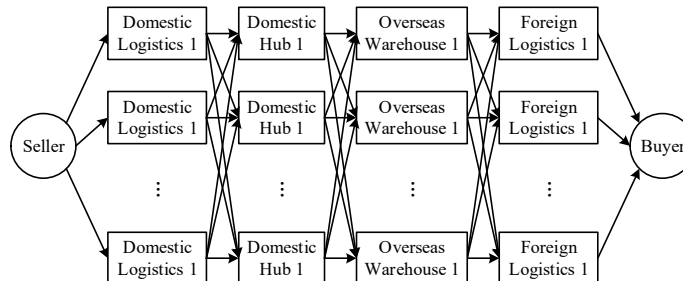 Domestic
Logistics 1
Domestic
Hub 1
Overseas
Warehouse 1
Foreign
Logistics 1
Domestic
Logistics 1
Domestic
Hub 1
Overseas
Warehouse 1
Foreign
Logistics 1
Seller
Buyer
...
...
...
...
Domestic
Logistics 1
Domestic
Hub 1
Overseas
Warehouse 1
Foreign
Logistics 1